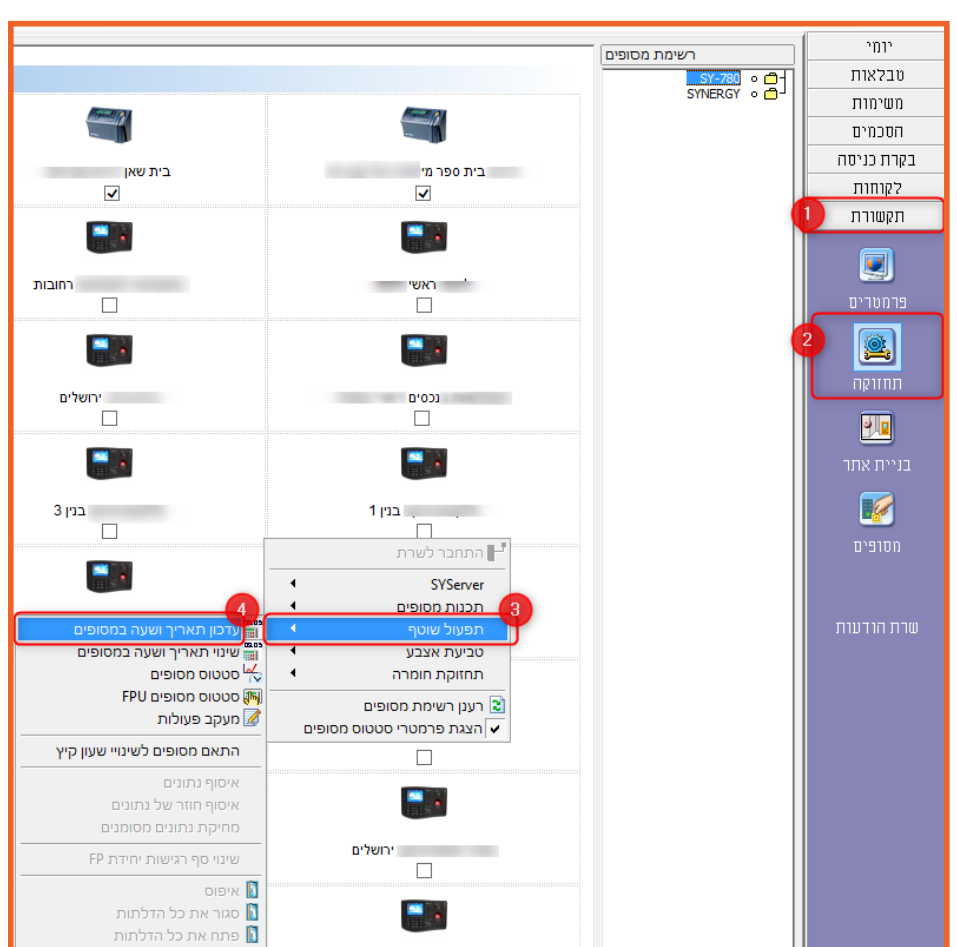 יומי
טבלאות
משימות
הסכמים
בקרת כניסה
לקוחות
1
תקשורת
פרמטרים
2
תחזוקה
בניית אתר
מסופים
שרת הודעות
רשימת מסופים
SY-780
SYNERGY
בית ספר מי
בית שאן
ראשי
רחובות
נכסים
ירושלים
בנין 1
בנין 3
התחבר לשרת
SYServer
תכנות מסופים
3
תפעול שוטף
טביעת אצבע
תחזוקת חומרה
רענן רשימת מסופים
הצגת פרמטרי סטטוס מסופים
4
עדכון תאריך ושעה במסופים
שינוי תאריך ושעה במסופים
סטטוס מסופים
סטטוס מסופים FPU
מעקב פעולות
התאם מסופים לשינויי שעון קיץ
איסוף נתונים
איסוף חוזר של נתונים
מחיקת נתונים מסומנים
שינוי סף רגישות יחידת FP
איפוס
סגור את כל הדלתות
פתח את כל הדלתות
ירושלים